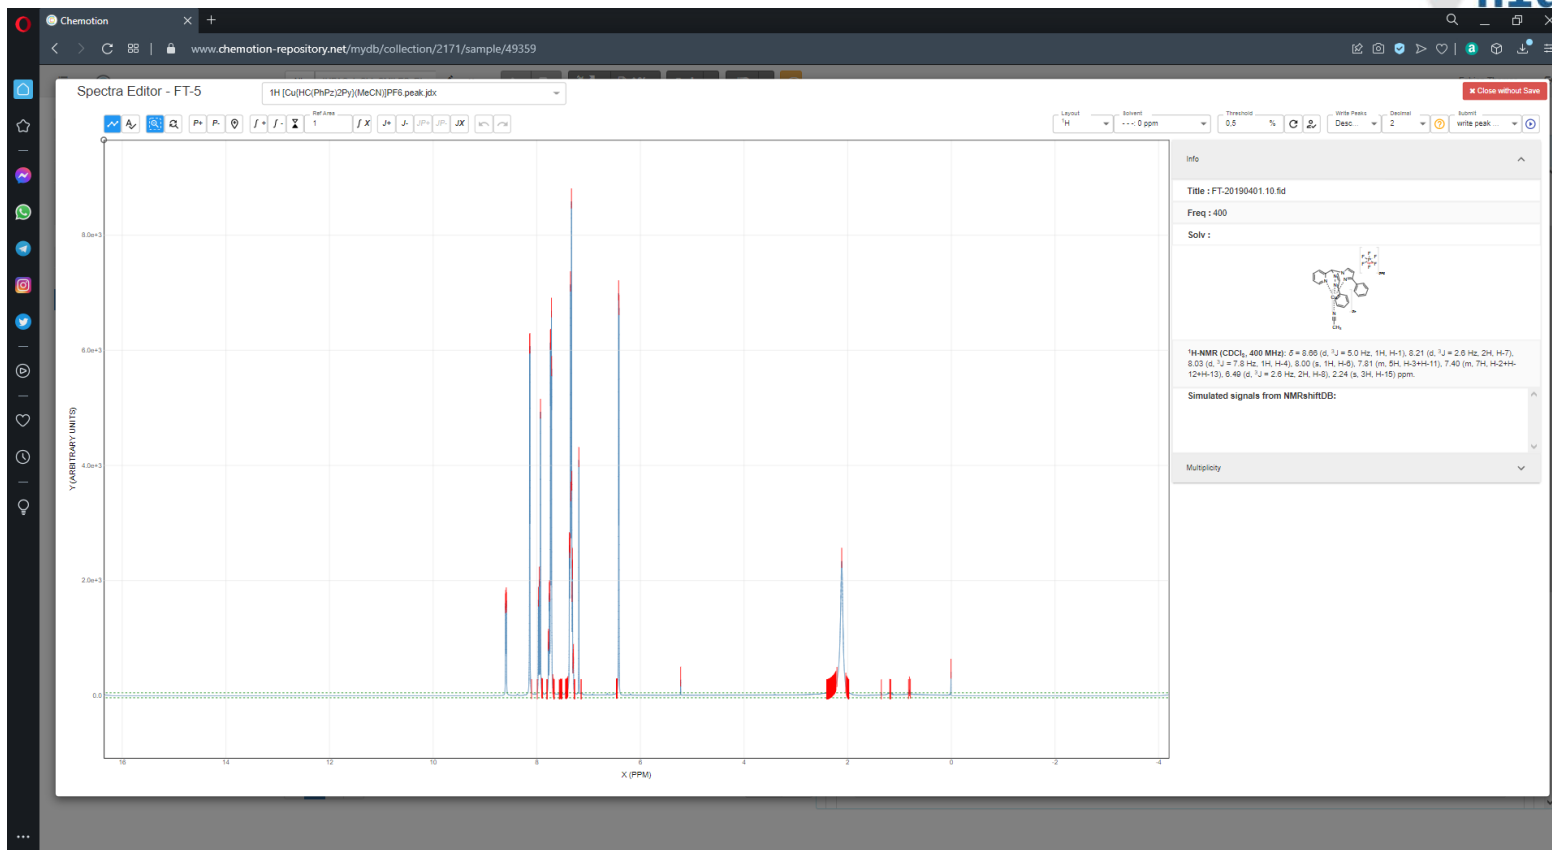 Chemotion
www.chemotion-repository.net/mydb/collection/2171/sample/49359
Spectra Editor - FT-5
1H [Cu{HC(PhPz)2Py}(MeCN)]PF6.peak.jdx
✖ Close without Save
P+ P- ∫+ ∫- Ref Area 1 ∫x J+ J- JP+ JP- JX
Layout ¹H
Solvent - - -: 0 ppm
Threshold 0.5 %
Write Peaks Desc...
Decimal 2
Submit write peak ...
Info
Title : FT-20190401.10.fid
Freq : 400
Solv :
¹H-NMR (CDCl₃, 400 MHz): δ = 8.66 (d, ³J = 5.0 Hz, 1H, H-1), 8.21 (d, ³J = 2.6 Hz, 2H, H-7),
8.03 (d, ³J = 7.8 Hz, 1H, H-4), 8.00 (s, 1H, H-6), 7.81 (m, 5H, H-3+H-11), 7.40 (m, 7H, H-2+H-
12+H-13), 6.49 (d, ³J = 2.6 Hz, 2H, H-8), 2.24 (s, 3H, H-15) ppm.
Simulated signals from NMRshiftDB:
Multiplicity
Y (ARBITRARY UNITS)
8.0e+3
6.0e+3
4.0e+3
2.0e+3
0.0
16 14 12 10 8 6 4 2 0 -2 -4
X (PPM)